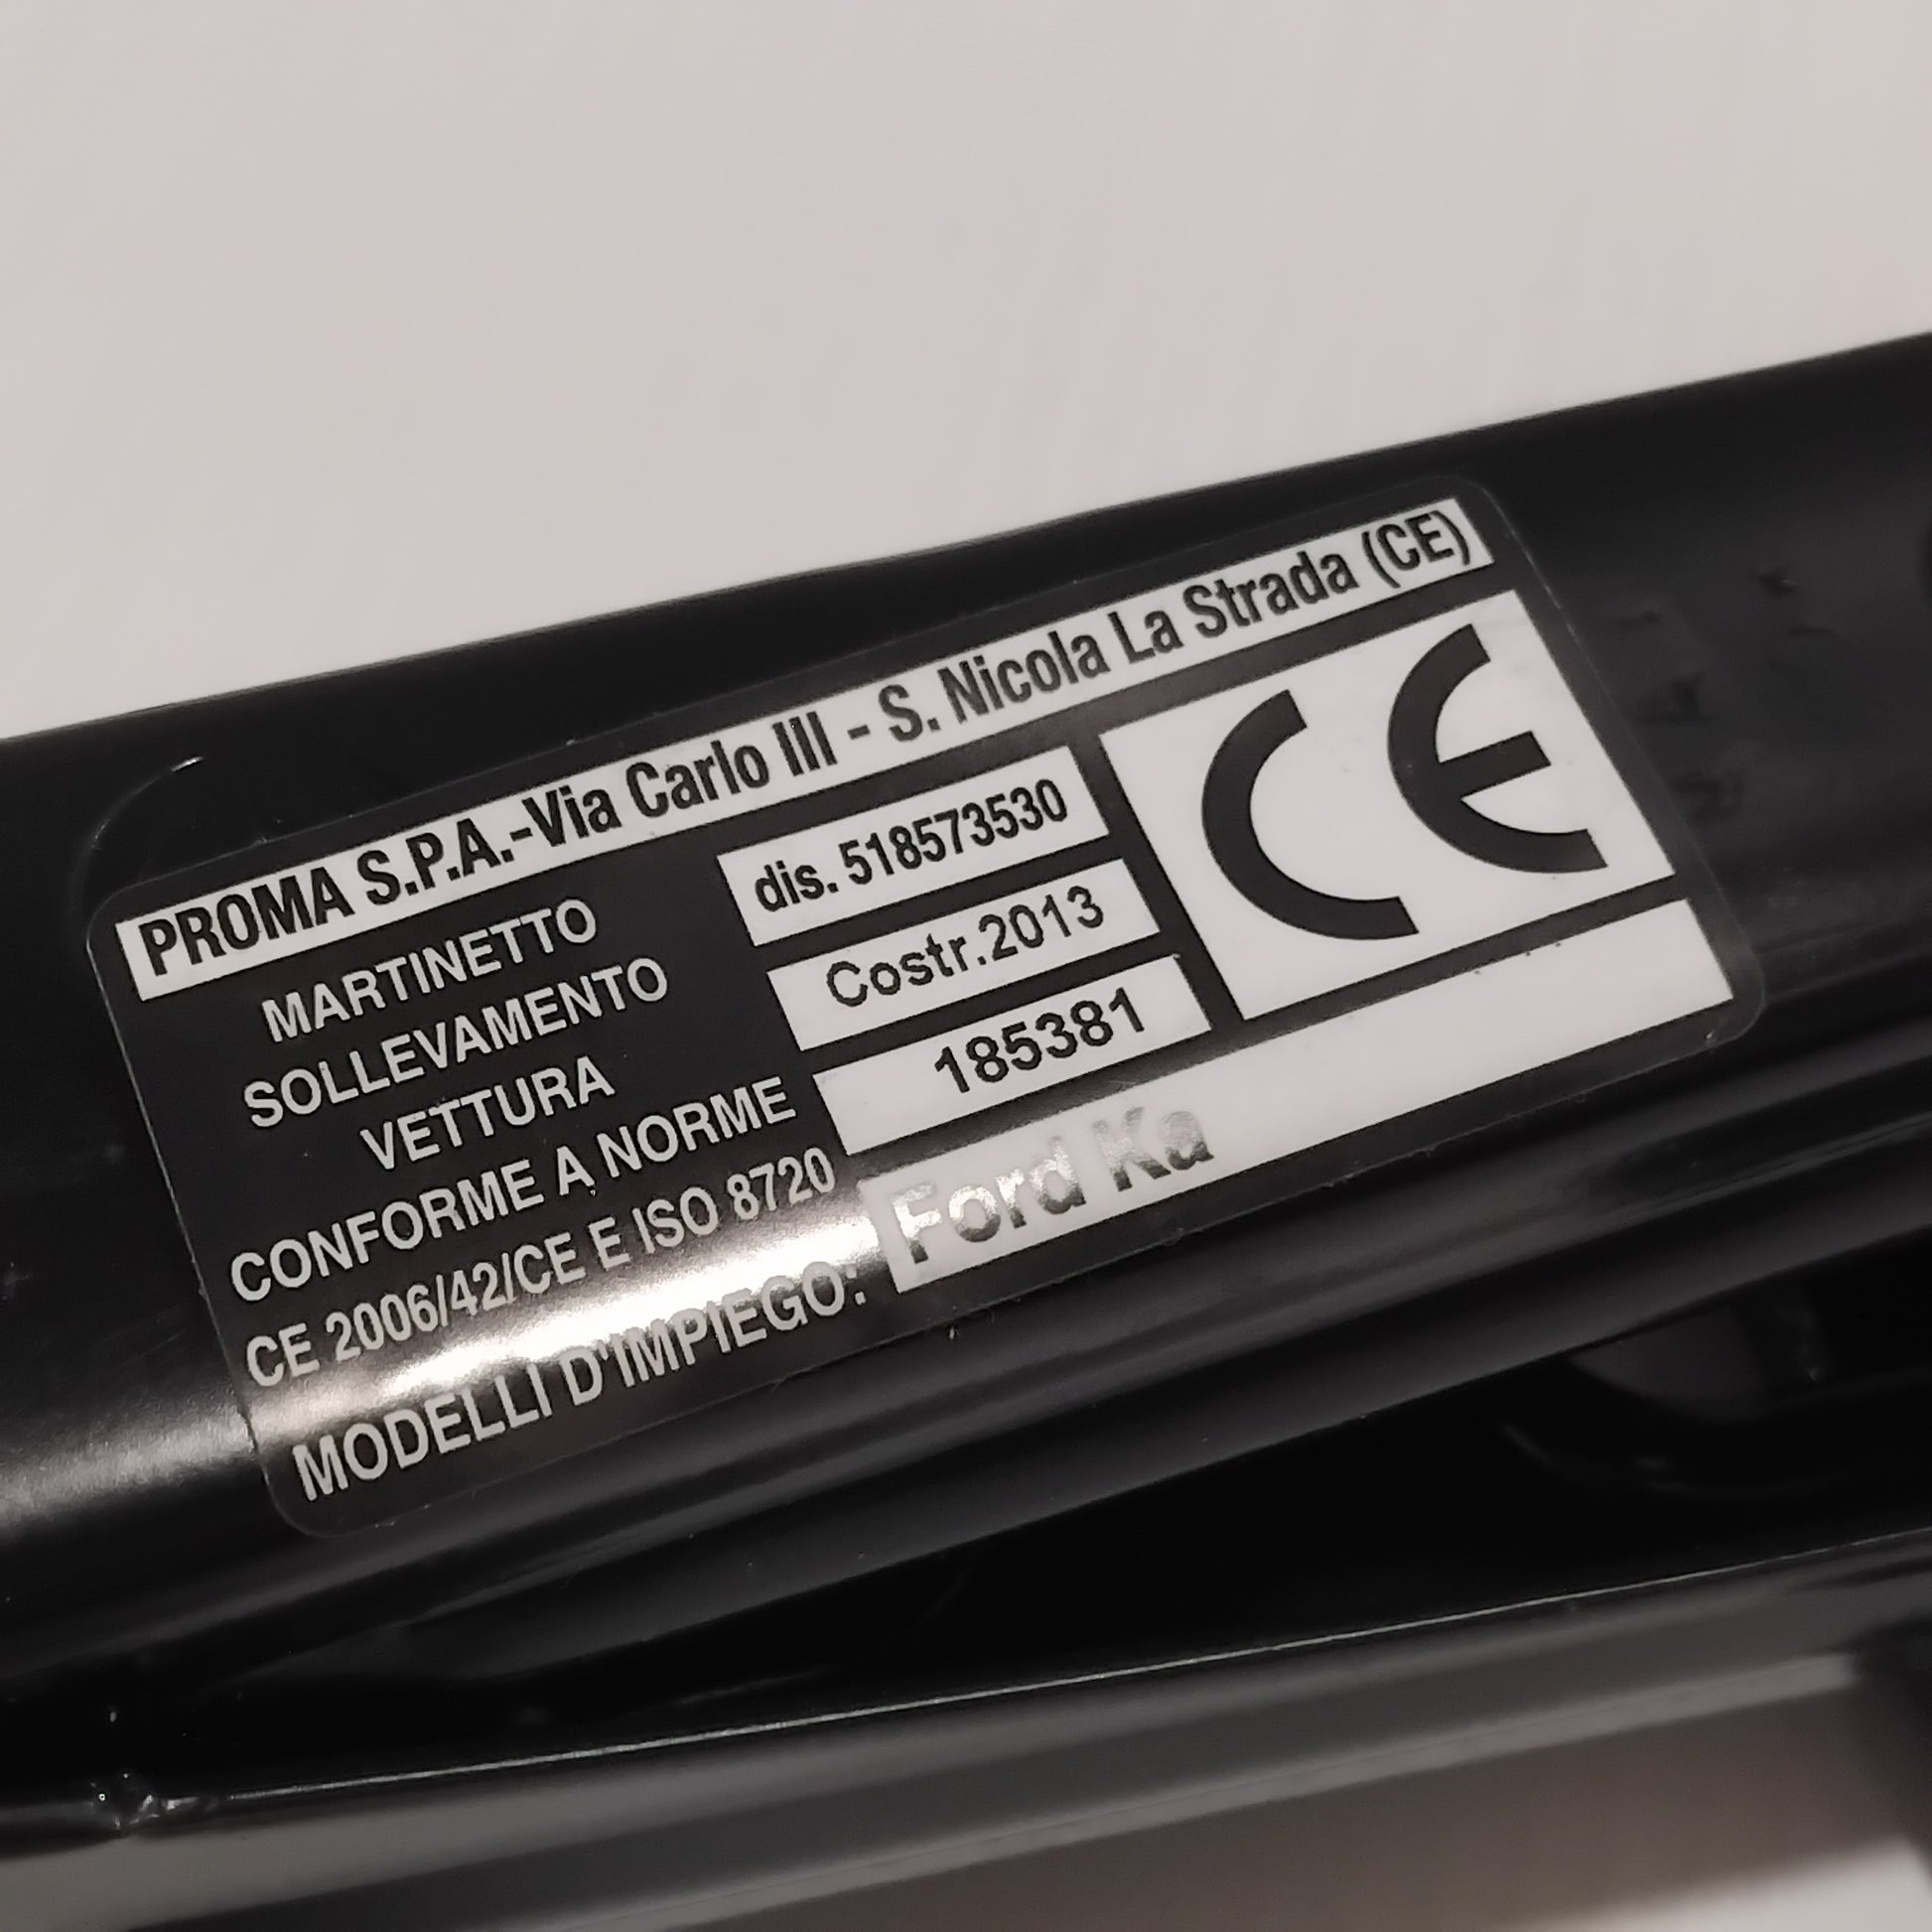 PROMA S.P.A.-Via Carlo III - S. Nicola La Strada (CE)
MARTINETTO
SOLLEVAMENTO
VETTURA
CONFORME A NORME
CE 2006/42/CE E ISO 8720
dis. 518573530
Costr.2013
185381
CE
MODELLI D'IMPIEGO: Ford Ka